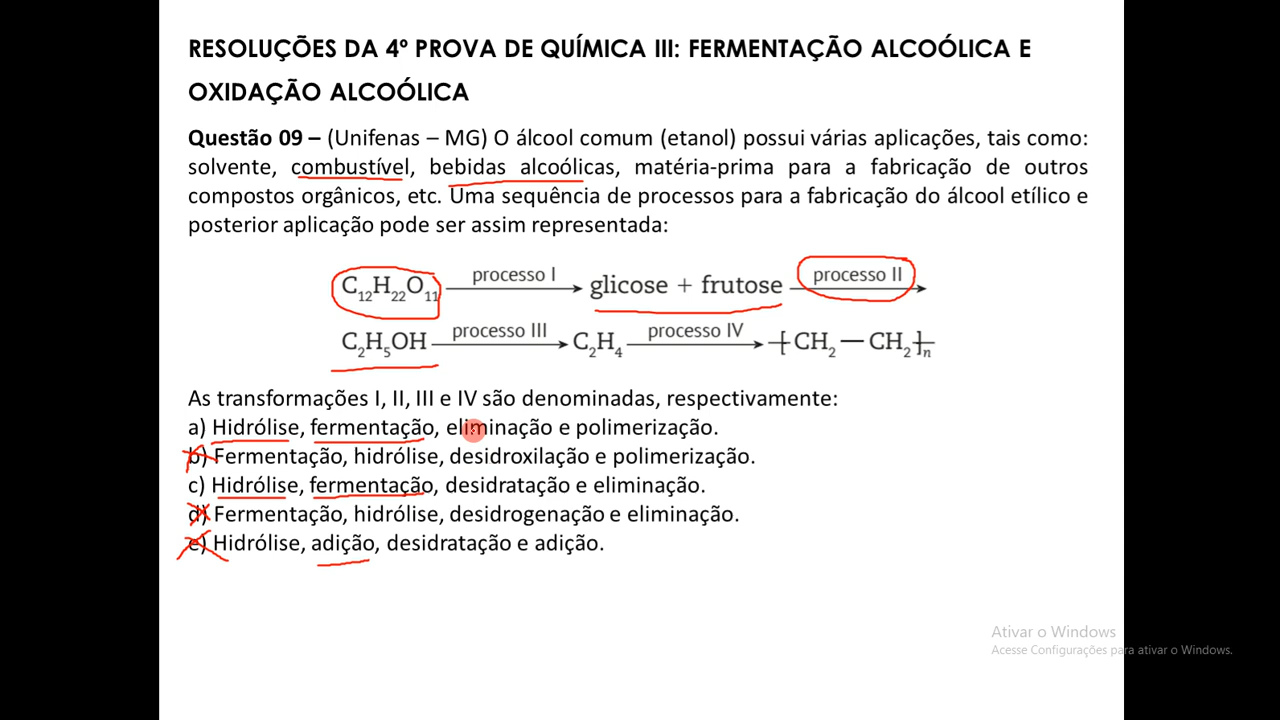 RESOLUÇÕES DA 4º PROVA DE QUÍMICA III: FERMENTAÇÃO ALCOÓLICA E
OXIDAÇÃO ALCOÓLICA
Questão 09 – (Unifenas – MG) O álcool comum (etanol) possui várias aplicações, tais como:
solvente, combustível, bebidas alcoólicas, matéria-prima para a fabricação de outros
compostos orgânicos, etc. Uma sequência de processos para a fabricação do álcool etílico e
posterior aplicação pode ser assim representada:
C₁₂H₂₂O₁₁ processo I → glicose + frutose processo II →
C₂H₅OH processo III → C₂H₄ processo IV → -[CH₂ — CH₂]-ₙ
As transformações I, II, III e IV são denominadas, respectivamente:
a) Hidrólise, fermentação, eliminação e polimerização.
b) Fermentação, hidrólise, desidroxilação e polimerização.
c) Hidrólise, fermentação, desidratação e eliminação.
d) Fermentação, hidrólise, desidrogenação e eliminação.
e) Hidrólise, adição, desidratação e adição.
Ativar o Windows
Acesse Configurações para ativar o Windows.